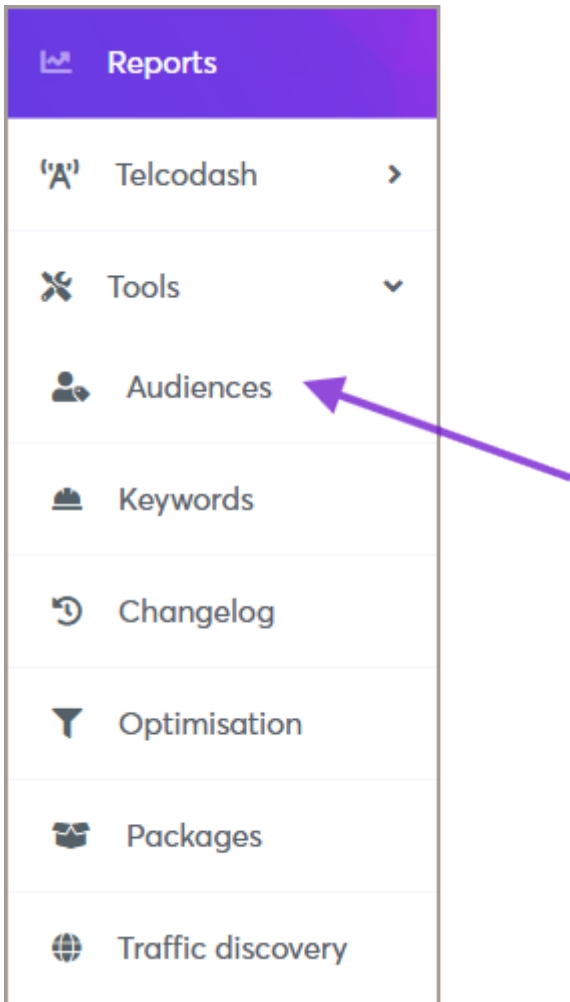 Reports
Telcodash
Tools
Audiences
Keywords
Changelog
Optimisation
Packages
Traffic discovery